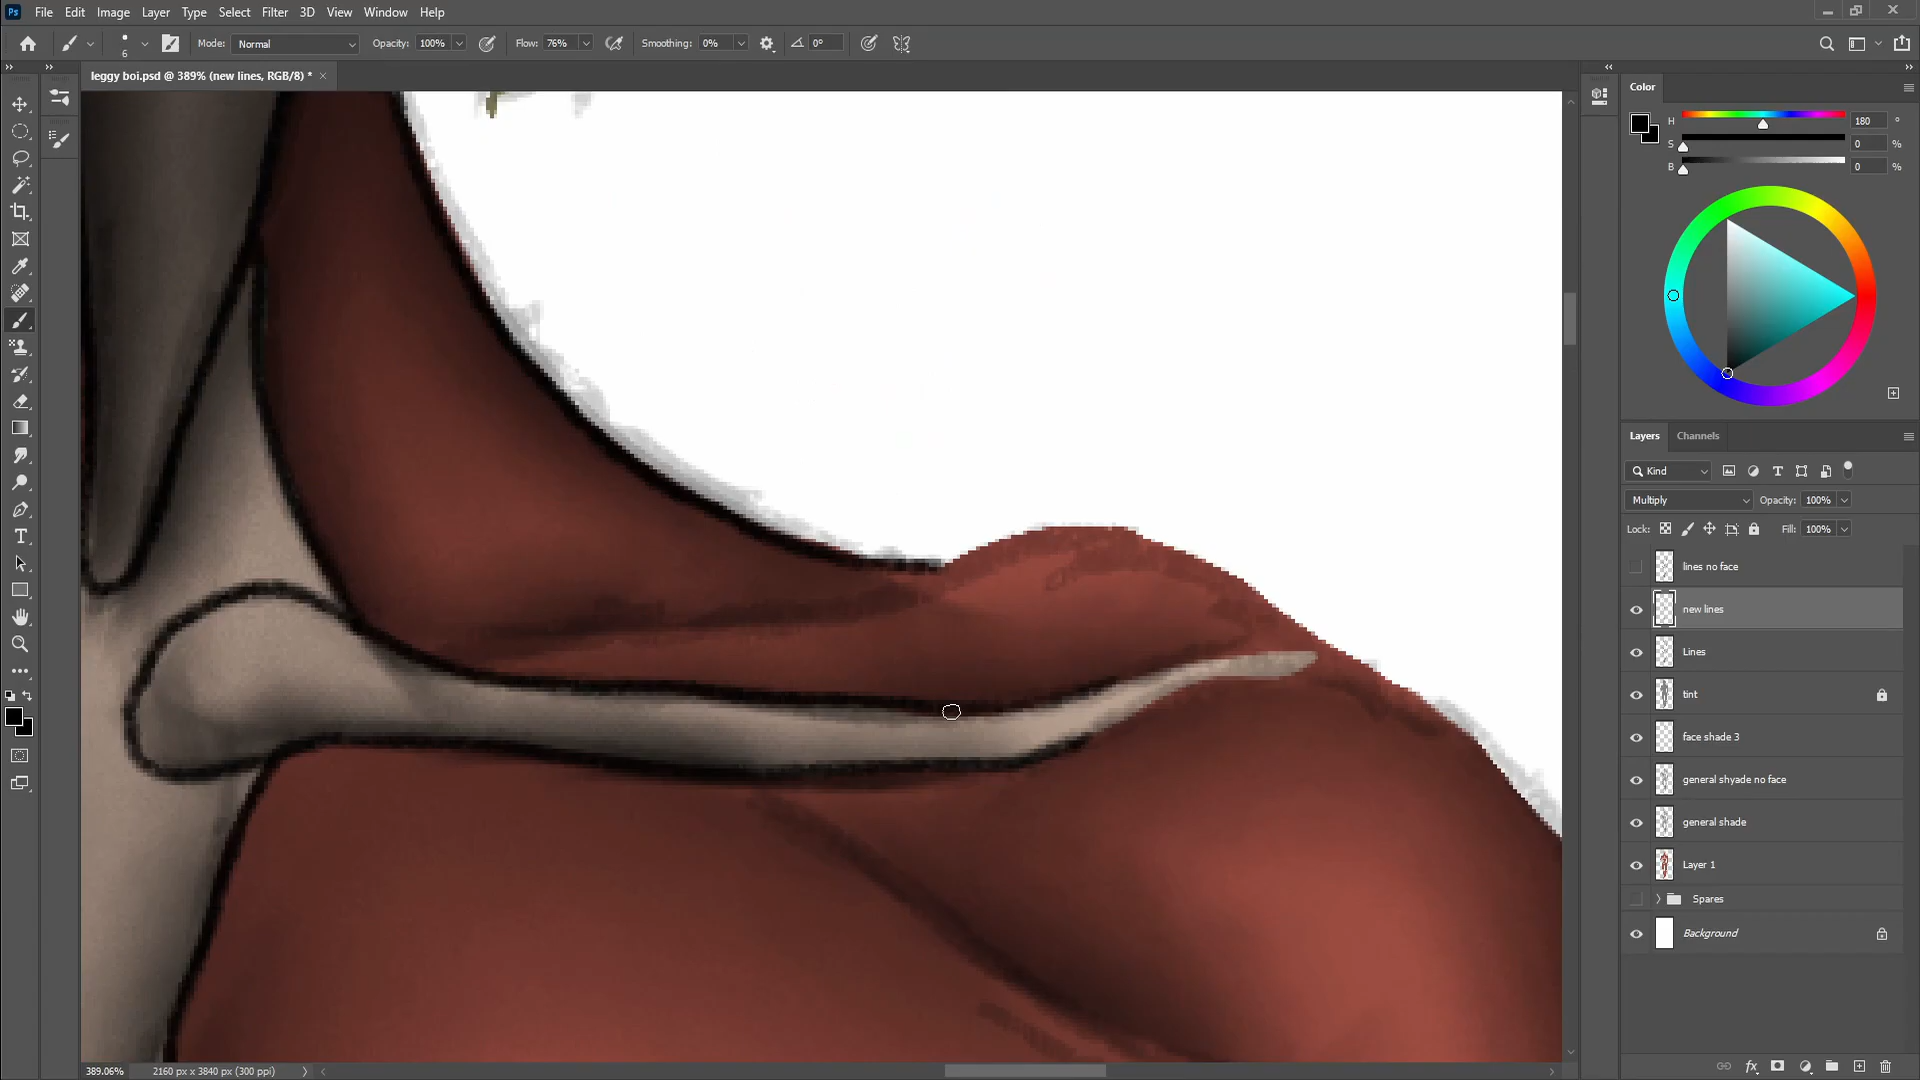 Ps File Edit Image Layer Type Select Filter 3D View Window Help
6 Mode: Normal Opacity: 100% Flow: 76% Smoothing: 0% 0°
leggy boi.psd @ 389% (new lines, RGB/8) * ×
Color
H 180 °
S 0 %
B 0 %
Layers Channels
Kind
Multiply Opacity: 100%
Lock: Fill: 100%
lines no face
new lines
Lines
tint
face shade 3
general shyade no face
general shade
Layer 1
Spares
Background
389.06% 2160 px x 3840 px (300 ppi)